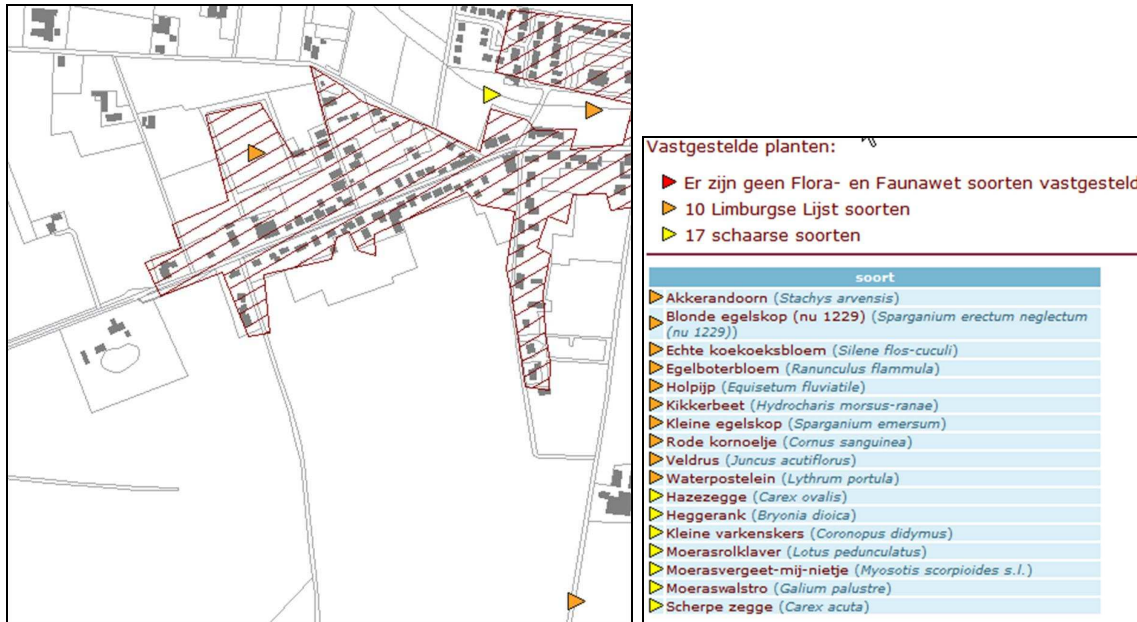 Vastgestelde planten:
Er zijn geen Flora- en Faunawet soorten vastgesteld
10 Limburgse Lijst soorten
17 schaarse soorten
soort
Akkerandoorn (Stachys arvensis)
Blonde egelskop (nu 1229) (Sparganium erectum neglectum
(nu 1229))
Echte koekoeksbloem (Silene flos-cuculi)
Egelboterbloem (Ranunculus flammula)
Holpijp (Equisetum fluviatile)
Kikkerbeet (Hydrocharis morsus-ranae)
Kleine egelskop (Sparganium emersum)
Rode kornoelje (Cornus sanguinea)
Veldrus (Juncus acutiflorus)
Waterpostelein (Lythrum portula)
Hazezegge (Carex ovalis)
Heggerank (Bryonia dioica)
Kleine varkenskers (Coronopus didymus)
Moerasrolklaver (Lotus pedunculatus)
Moerasvergeet-mij-nietje (Myosotis scorpioides s.l.)
Moeraswalstro (Galium palustre)
Scherpe zegge (Carex acuta)